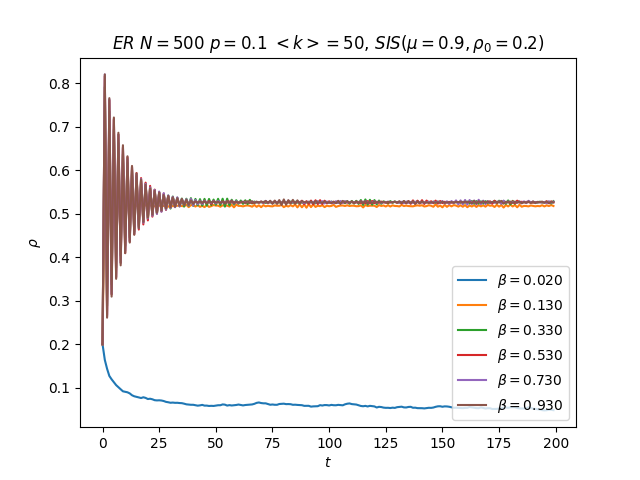 ER N = 500 p = 0.1 < k > = 50, SIS(μ = 0.9, ρ₀ = 0.2)
ρ
0.8
0.7
0.6
0.5
0.4
0.3
0.2
0.1
β = 0.020
β = 0.130
β = 0.330
β = 0.530
β = 0.730
β = 0.930
0 25 50 75 100 125 150 175 200
t